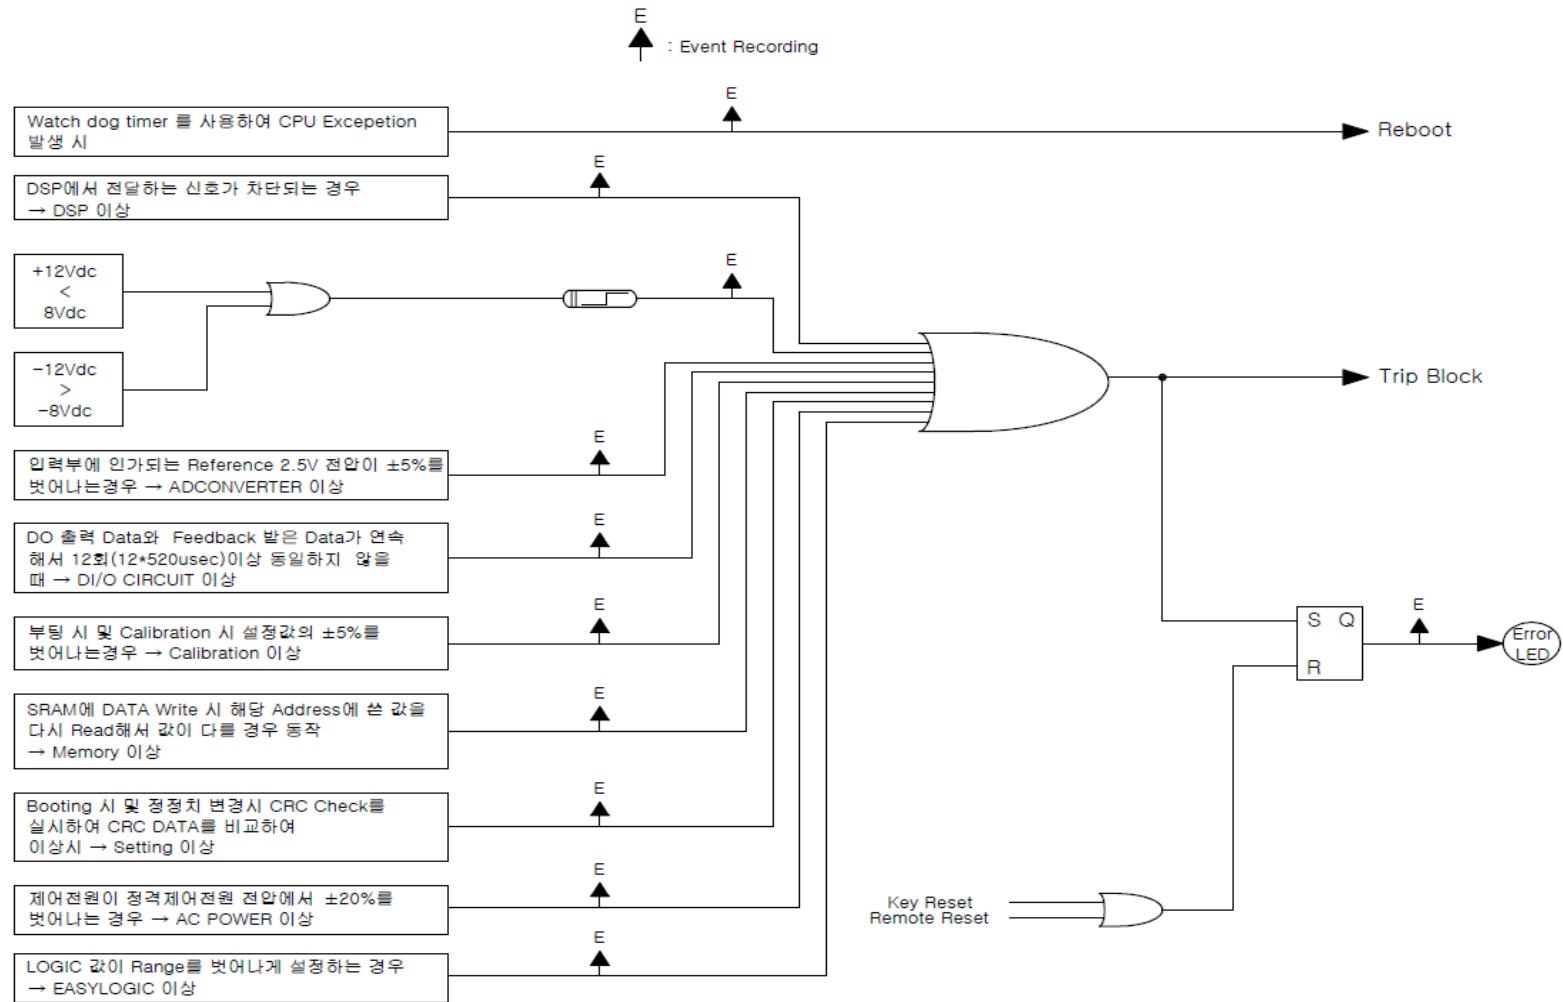 E
: Event Recording
E
Watch dog timer 를 사용하여 CPU Excepetion
발생 시
Reboot
E
DSP에서 전달하는 신호가 차단되는 경우
→ DSP 이상
+12Vdc
<
8Vdc
E
−12Vdc
>
−8Vdc
Trip Block
E
입력부에 인가되는 Reference 2.5V 전압이 ±5%를
벗어나는경우 → ADCONVERTER 이상
E
DO 출력 Data와 Feedback 받은 Data가 연속
해서 12회(12*520usec)이상 동일하지 않을
때 → DI/O CIRCUIT 이상
E
부팅 시 및 Calibration 시 설정값의 ±5%를
벗어나는경우 → Calibration 이상
S Q
R
E
Error
LED
E
SRAM에 DATA Write 시 해당 Address에 쓴 값을
다시 Read해서 값이 다를 경우 동작
→ Memory 이상
E
Booting 시 및 정정치 변경시 CRC Check를
실시하여 CRC DATA를 비교하여
이상시 → Setting 이상
E
제어전원이 정격제어전원 전압에서 ±20%를
벗어나는 경우 → AC POWER 이상
Key Reset
Remote Reset
E
LOGIC 값이 Range를 벗어나게 설정하는 경우
→ EASYLOGIC 이상